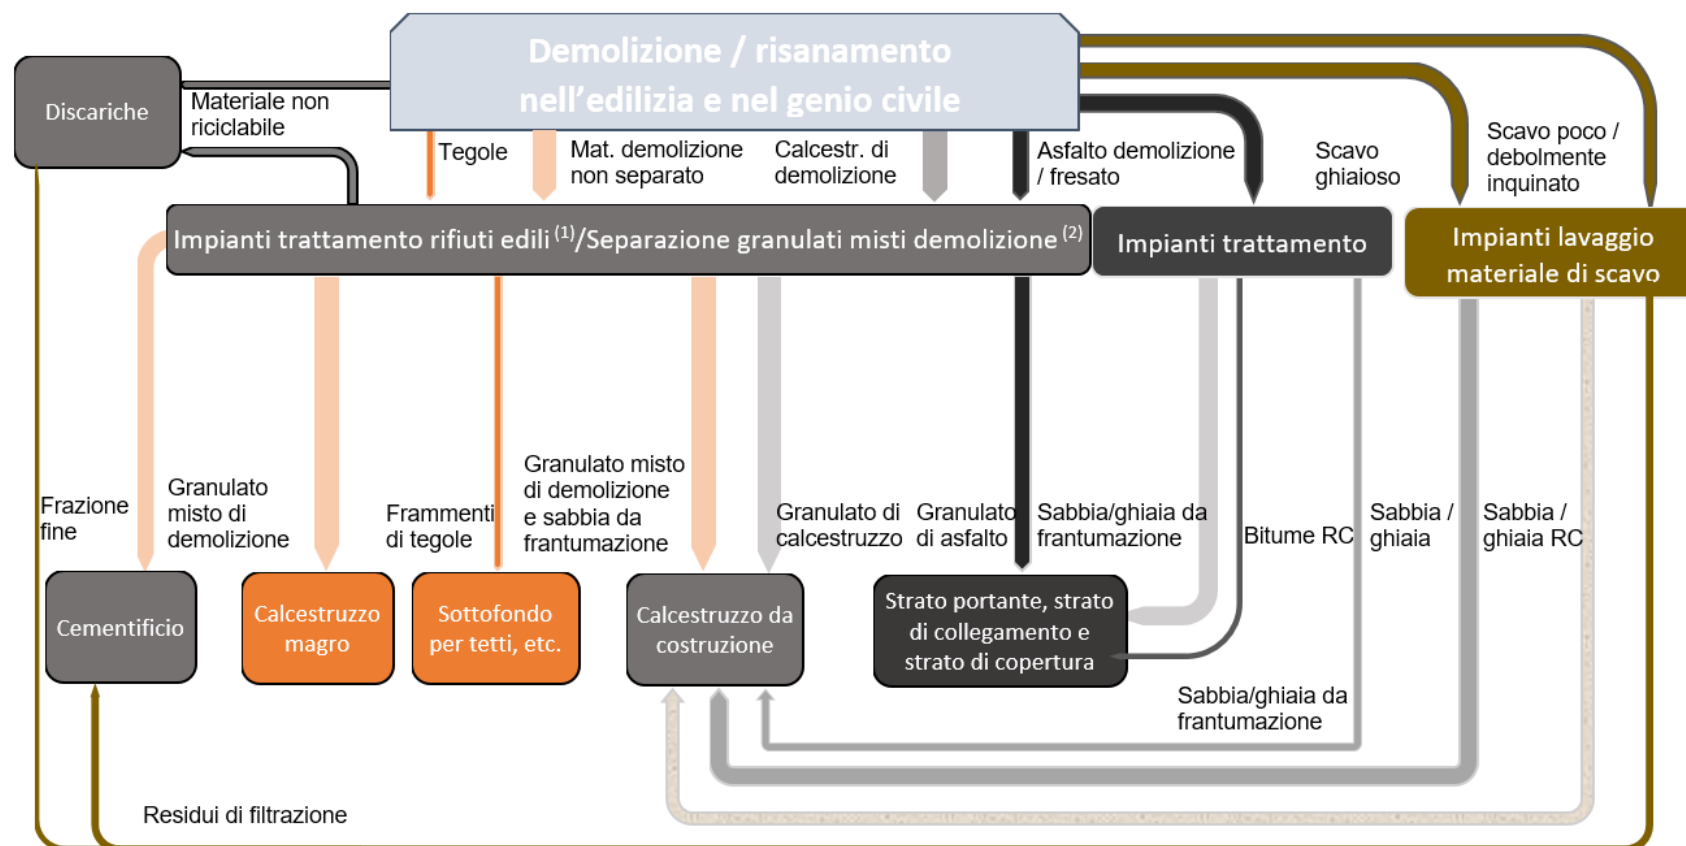 Demolizione / risanamento
nell'edilizia e nel genio civile
Discariche
Materiale non
riciclabile
Tegole
Mat. demolizione
non separato
Calcestr. di
demolizione
Asfalto demolizione
/ fresato
Scavo
ghiaioso
Scavo poco /
debolmente
inquinato
Impianti trattamento rifiuti edili (1)/Separazione granulati misti demolizione (2)
Impianti trattamento
Impianti lavaggio
materiale di scavo
Frazione
fine
Granulato
misto di
demolizione
Frammenti
di tegole
Granulato misto
di demolizione
e sabbia da
frantumazione
Granulato di
calcestruzzo
Granulato
di asfalto
Sabbia/ghiaia da
frantumazione
Bitume RC
Sabbia /
ghiaia
Sabbia /
ghiaia RC
Cementificio
Calcestruzzo
magro
Sottofondo
per tetti, etc.
Calcestruzzo da
costruzione
Strato portante, strato
di collegamento e
strato di copertura
Sabbia/ghiaia da
frantumazione
Residui di filtrazione